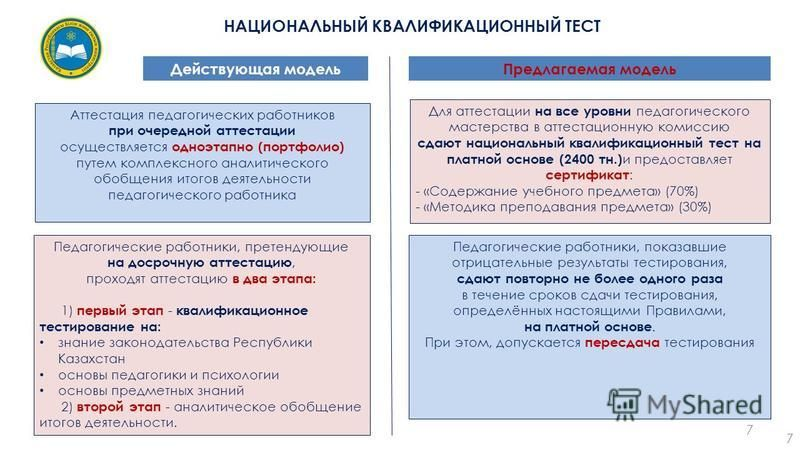 НАЦИОНАЛЬНЫЙ КВАЛИФИКАЦИОННЫЙ ТЕСТ
Действующая модель
Аттестация педагогических работников
при очередной аттестации
осуществляется одноэтапно (портфолио)
путем комплексного аналитического
обобщения итогов деятельности
педагогического работника
Педагогические работники, претендующие
на досрочную аттестацию,
проходят аттестацию в два этапа:
1) первый этап - квалификационное
тестирование на:
• знание законодательства Республики
Казахстан
• основы педагогики и психологии
• основы предметных знаний
2) второй этап - аналитическое обобщение
итогов деятельности.
Предлагаемая модель
Для аттестации на все уровни педагогического
мастерства в аттестационную комиссию
сдают национальный квалификационный тест на
платной основе (2400 тн.)и предоставляет
сертификат:
- «Содержание учебного предмета» (70%)
- «Методика преподавания предмета» (30%)
Педагогические работники, показавшие
отрицательные результаты тестирования,
сдают повторно не более одного раза
в течение сроков сдачи тестирования,
определённых настоящими Правилами,
на платной основе.
При этом, допускается пересдача тестирования
MyShared
7
7